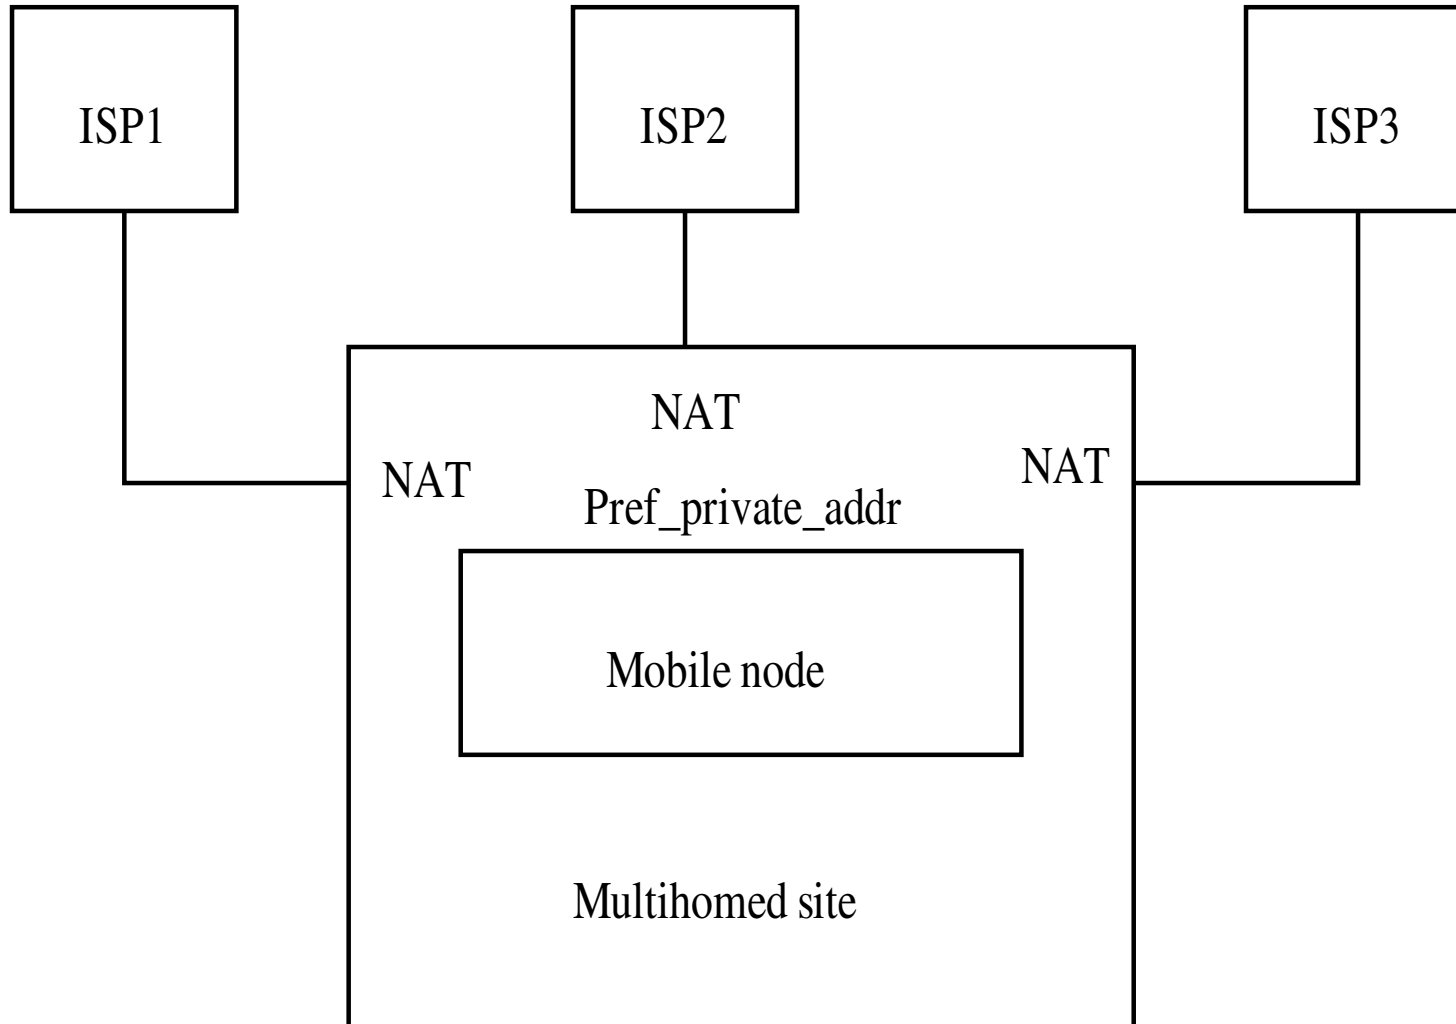 ISP1
ISP2
ISP3
NAT
NAT
NAT
Pref_private_addr
Mobile node
Multihomed site